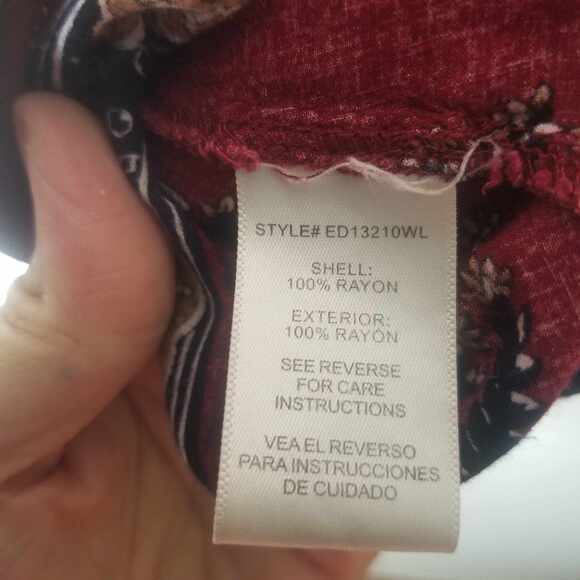 STYLE# ED13210WL
SHELL:
100% RAYON
EXTERIOR:
100% RAYÓN
SEE REVERSE
FOR CARE
INSTRUCTIONS
VEA EL REVERSO
PARA INSTRUCCIONES
DE CUIDADO